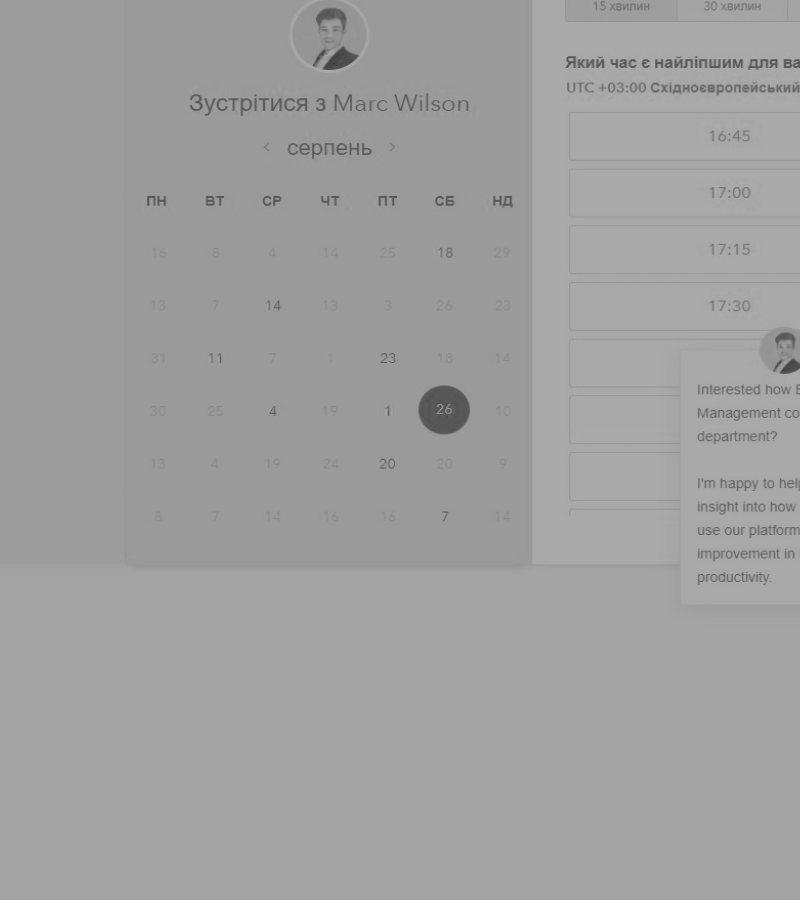 15 хвилин 30 хвилин
Зустрітися з Marc Wilson
серпень
ПН ВТ СР ЧТ ПТ СБ НД
16 8 4 14 25 18 29
13 7 14 13 3 26 23
31 11 7 1 23 18 14
30 25 4 19 1 26 10
13 4 19 24 20 20 9
8 7 14 16 16 7 14
Який час є найліпшим для ва
UTC +03:00 Східноєвропейський
16:45
17:00
17:15
17:30
Interested how
Management co
department?
I'm happy to help
insight into how
use our platform
improvement in
productivity.